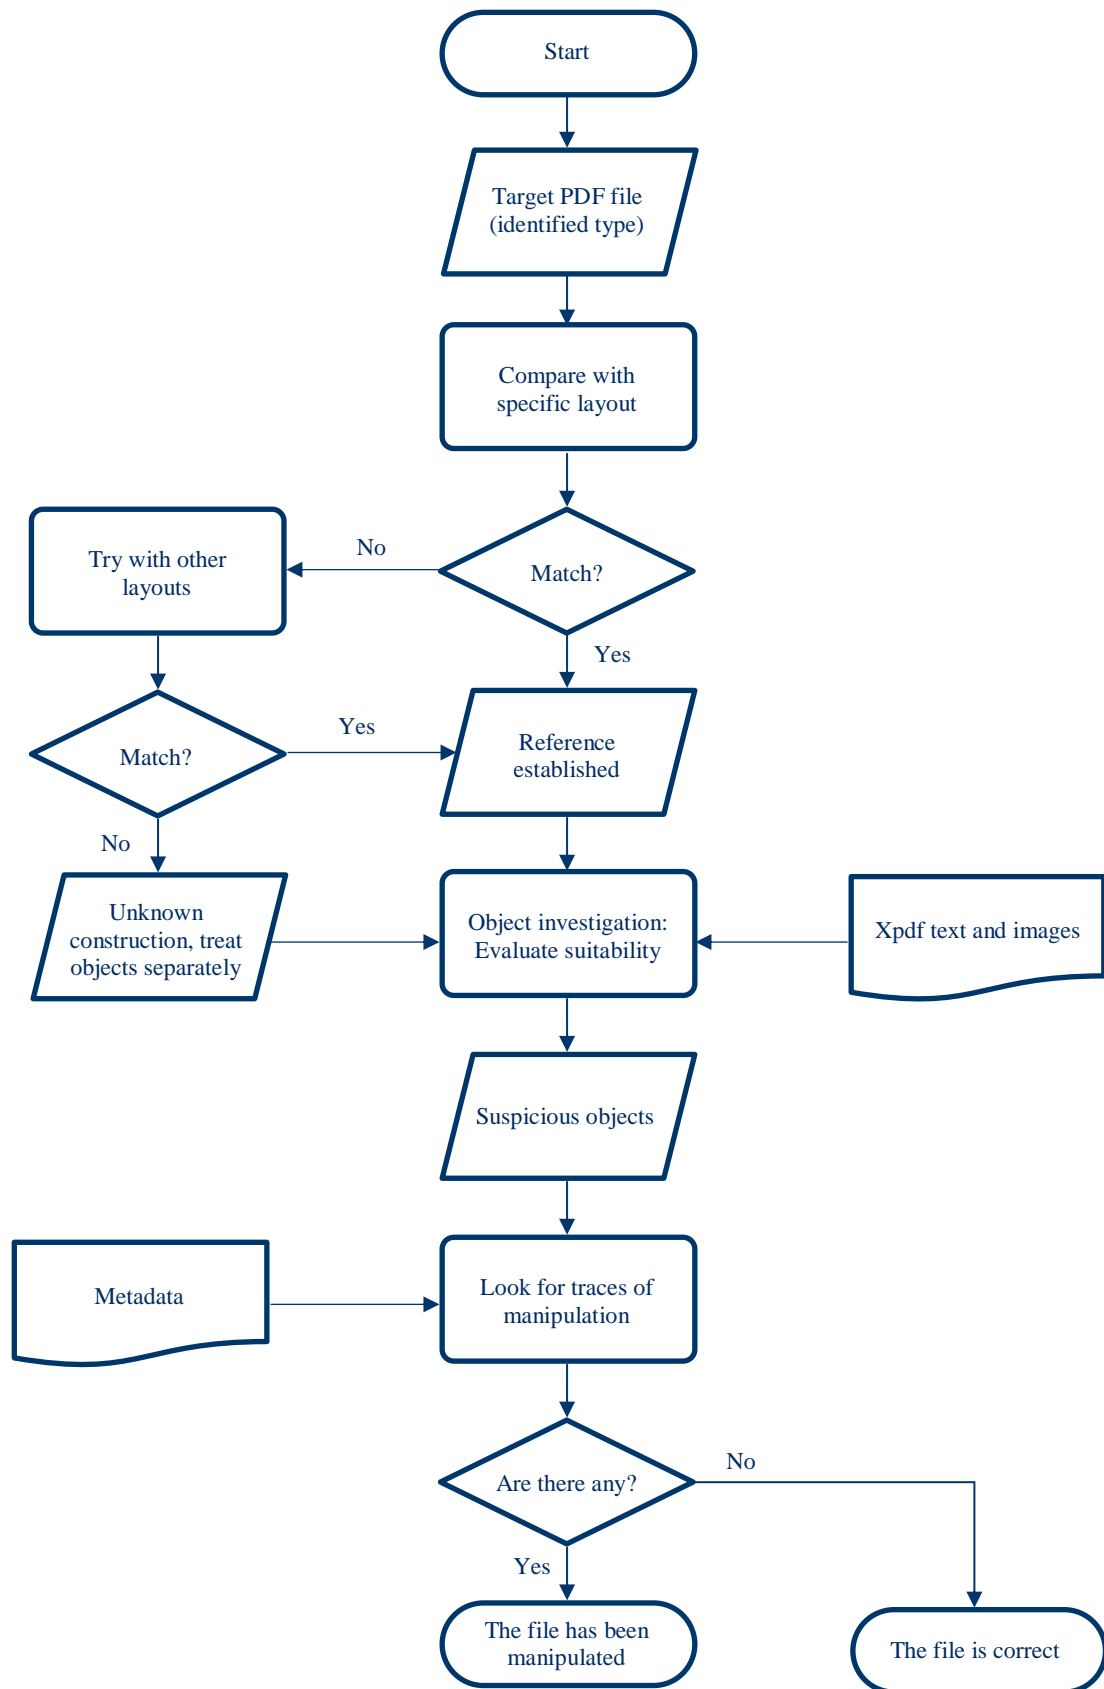 Start
Target PDF file
(identified type)
Compare with
specific layout
No
Try with other
layouts
Match?
Yes
Yes
Match?
Reference
established
No
Unknown
construction, treat
objects separately
Object investigation:
Evaluate suitability
Xpdf text and images
Suspicious objects
Metadata
Look for traces of
manipulation
No
Are there any?
Yes
The file has been
manipulated
The file is correct